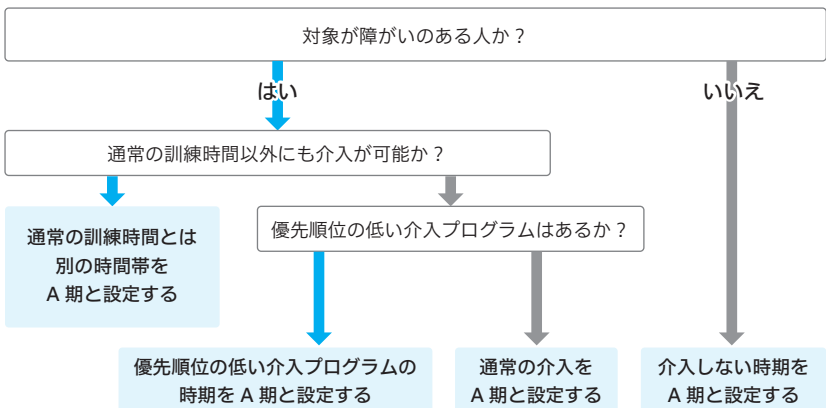 対象が障がいのある人か？
はい
いいえ
通常の訓練時間以外にも介入が可能か？
通常の訓練時間とは
別の時間帯を
A 期と設定する
優先順位の低い介入プログラムはあるか？
優先順位の低い介入プログラムの
時期を A 期と設定する
通常の介入を
A 期と設定する
介入しない時期を
A 期と設定する